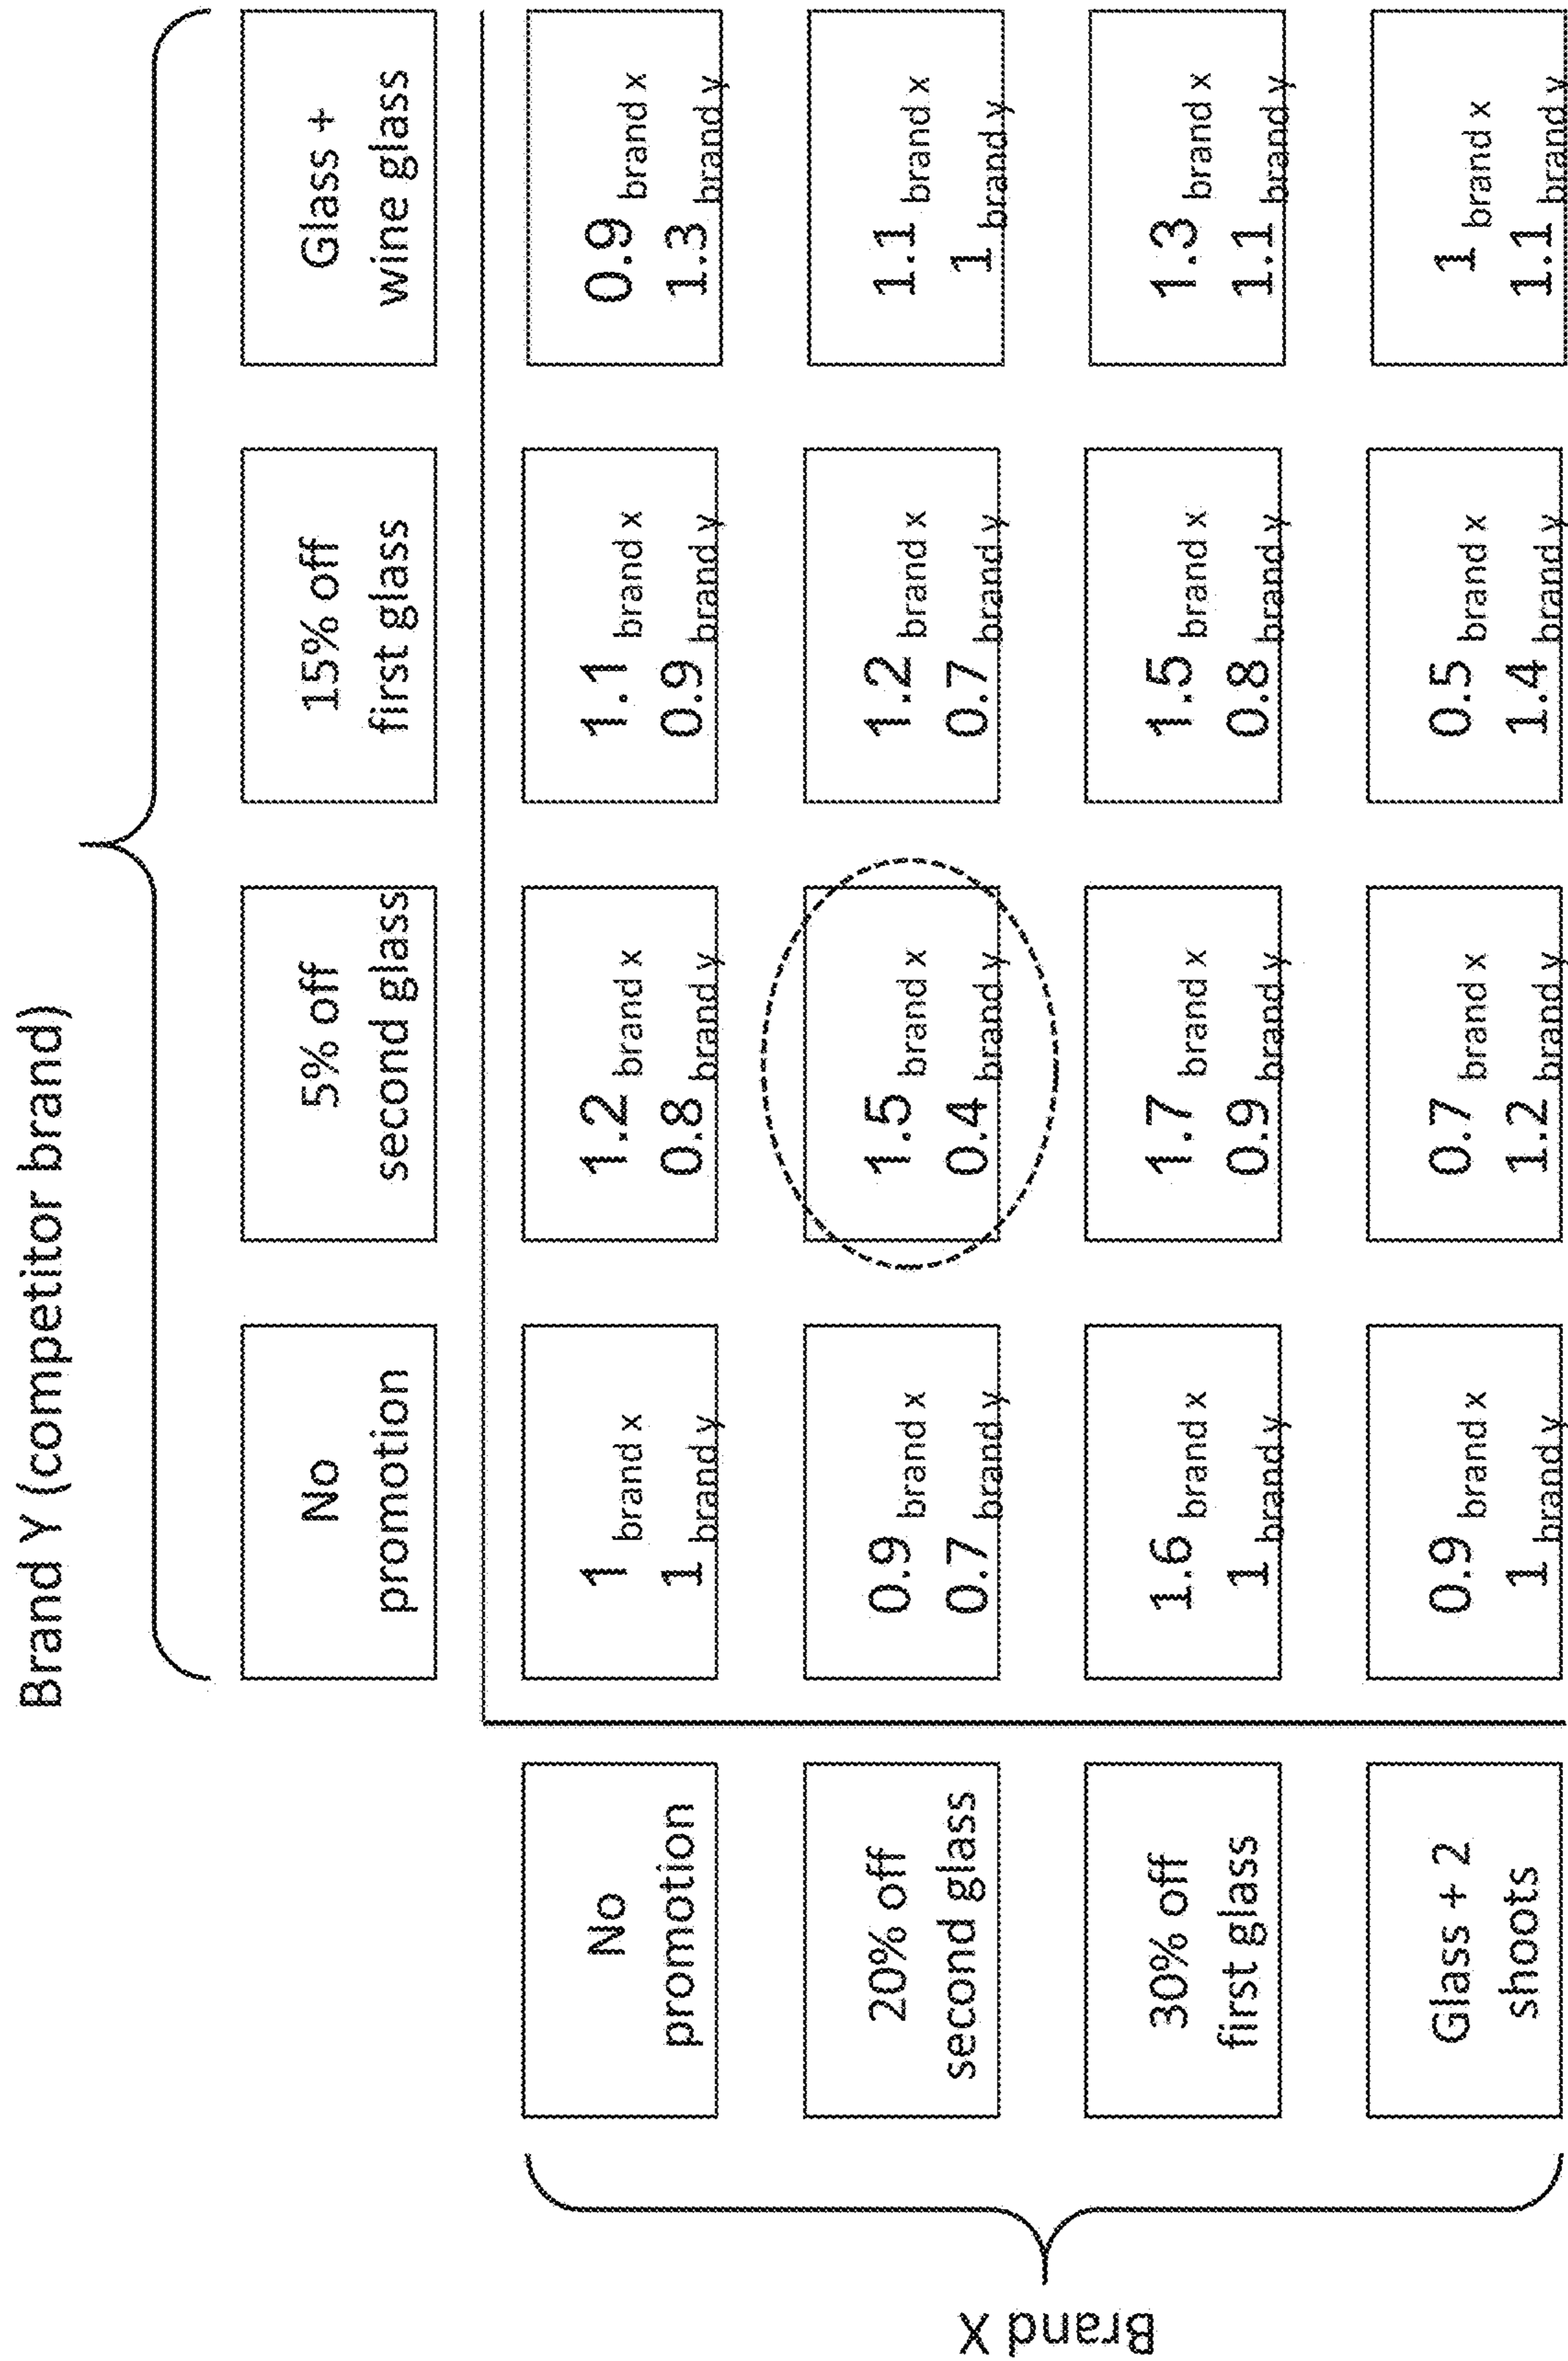 Brand Y (competitor brand)
No
promotion
5% off
second glass
15% off
first glass
Glass +
wine glass
Brand X
No
promotion
1 brand x
1 brand y
1.2 brand x
0.8 brand y
1.1 brand x
0.9 brand y
0.9 brand x
1.3 brand y
20% off
second glass
0.9 brand x
0.7 brand y
1.5 brand x
0.4 brand y
1.2 brand x
0.7 brand y
1.1 brand x
1 brand y
30% off
first glass
1.6 brand x
1 brand y
1.7 brand x
0.9 brand y
1.5 brand x
0.8 brand y
1.3 brand x
1.1 brand y
Glass + 2
shoots
0.9 brand x
1 brand y
0.7 brand x
1.2 brand y
0.5 brand x
1.4 brand y
1 brand x
1.1 brand y